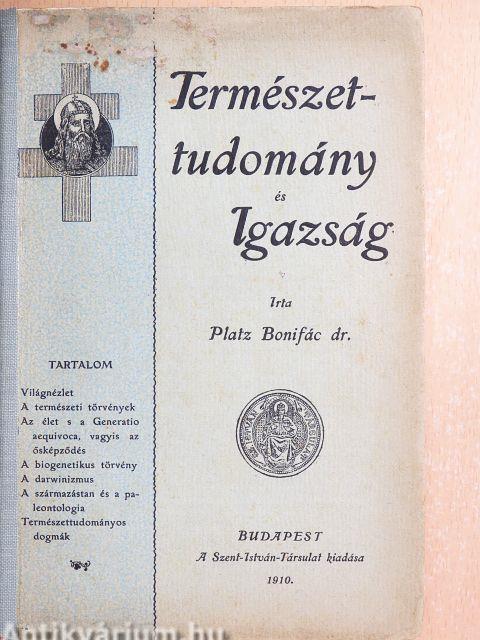 Természet-
tudomány
és
Igazság
Irta
Platz Bonifác dr.
TARTALOM
Világnézlet
A természeti törvények
Az élet s a Generatio
aequivoca, vagyis az
ősképződés
A biogenetikus törvény
A darwinizmus
A származástan és a pa-
leontologia
Természettudományos
dogmák
BUDAPEST
A Szent-István-Társulat kiadása
1910.
Antikvárium.hu